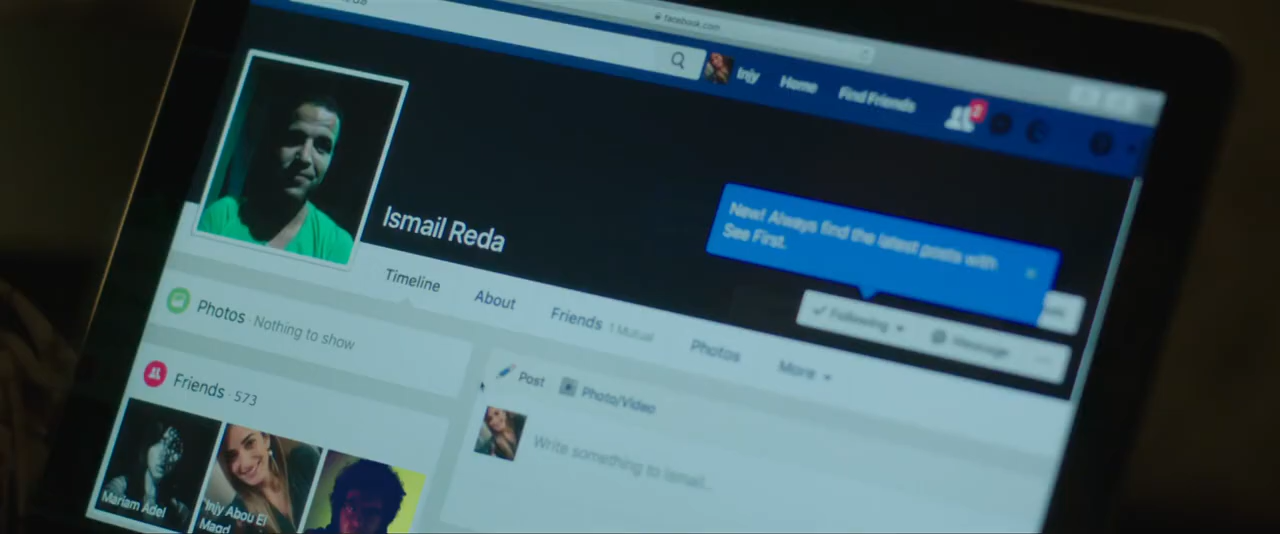 facebook.com
Injy
Home
Find Friends
2
Ismail Reda
New! Always find the latest posts with
See First.
Following
Message
Timeline
About
Friends 1 Mutual
Photos
More
Photos · Nothing to show
Friends · 573
Post
Photo/Video
Write something to Ismail...
Mariam Adel
Injy Abou El
Magd